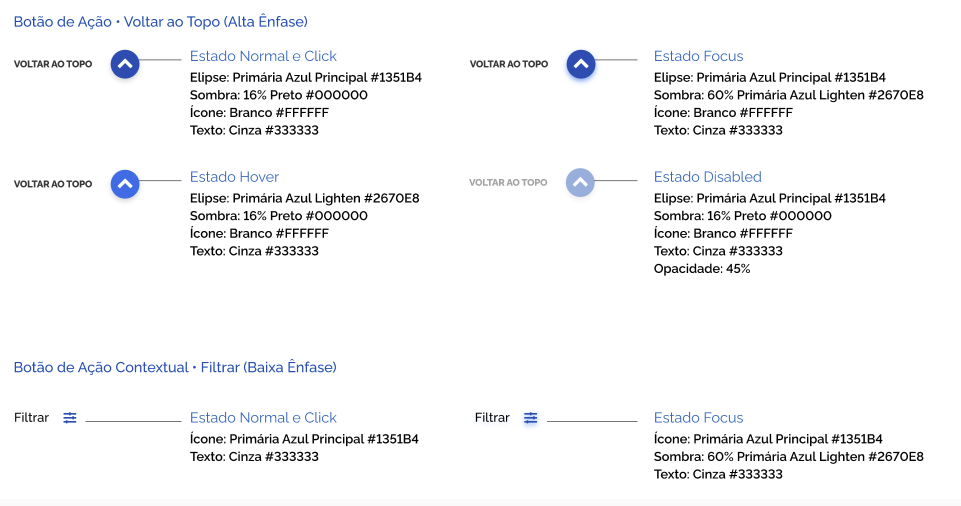 Botão de Ação • Voltar ao Topo (Alta Ênfase)
VOLTAR AO TOPO
Estado Normal e Click
Elipse: Primária Azul Principal #1351B4
Sombra: 16% Preto #000000
Ícone: Branco #FFFFFF
Texto: Cinza #333333
VOLTAR AO TOPO
Estado Focus
Elipse: Primária Azul Principal #1351B4
Sombra: 60% Primária Azul Lighten #2670E8
Ícone: Branco #FFFFFF
Texto: Cinza #333333
VOLTAR AO TOPO
Estado Hover
Elipse: Primária Azul Lighten #2670E8
Sombra: 16% Preto #000000
Ícone: Branco #FFFFFF
Texto: Cinza #333333
VOLTAR AO TOPO
Estado Disabled
Elipse: Primária Azul Principal #1351B4
Sombra: 16% Preto #000000
Ícone: Branco #FFFFFF
Texto: Cinza #333333
Opacidade: 45%
Botão de Ação Contextual • Filtrar (Baixa Ênfase)
Filtrar
Estado Normal e Click
Ícone: Primária Azul Principal #1351B4
Texto: Cinza #333333
Filtrar
Estado Focus
Ícone: Primária Azul Principal #1351B4
Sombra: 60% Primária Azul Lighten #2670E8
Texto: Cinza #333333